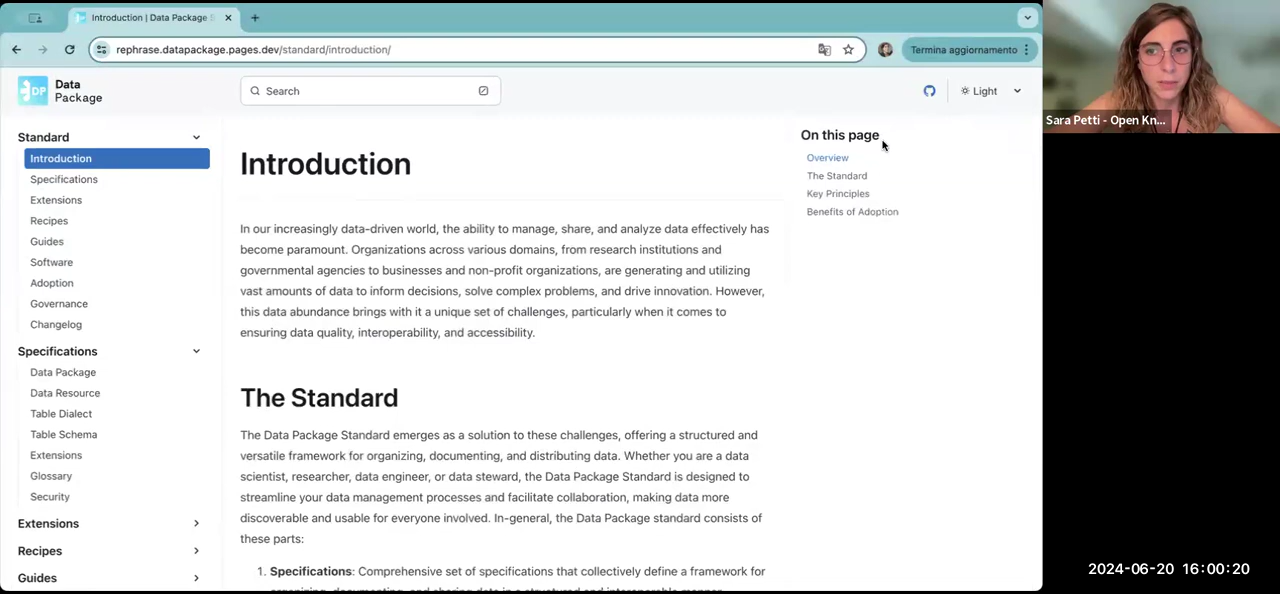 Introduction | Data Package S
rephrase.datapackage.pages.dev/standard/introduction/
Termina aggiornamento
DP
Data
Package
Search
Light
Standard
Introduction
Specifications
Extensions
Recipes
Guides
Software
Adoption
Governance
Changelog
Specifications
Data Package
Data Resource
Table Dialect
Table Schema
Extensions
Glossary
Security
Extensions
Recipes
Guides
Introduction
In our increasingly data-driven world, the ability to manage, share, and analyze data effectively has
become paramount. Organizations across various domains, from research institutions and
governmental agencies to businesses and non-profit organizations, are generating and utilizing
vast amounts of data to inform decisions, solve complex problems, and drive innovation. However,
this data abundance brings with it a unique set of challenges, particularly when it comes to
ensuring data quality, interoperability, and accessibility.
The Standard
The Data Package Standard emerges as a solution to these challenges, offering a structured and
versatile framework for organizing, documenting, and distributing data. Whether you are a data
scientist, researcher, data engineer, or data steward, the Data Package Standard is designed to
streamline your data management processes and facilitate collaboration, making data more
discoverable and usable for everyone involved. In-general, the Data Package standard consists of
these parts:
1. Specifications: Comprehensive set of specifications that collectively define a framework for
organizing, documenting, and sharing data in a structured and interoperable manner.
On this page
Overview
The Standard
Key Principles
Benefits of Adoption
Sara Petti - Open Kn...
2024-06-20 16:00:20